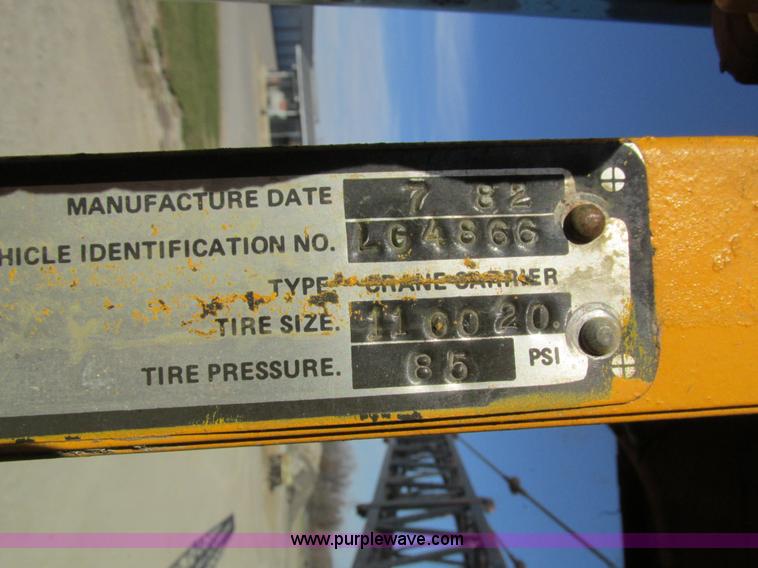 MANUFACTURE DATE 7 82
HICLE IDENTIFICATION NO. LG4866
TYPE CRANE CARRIER
TIRE SIZE. 11 00 20.
TIRE PRESSURE. 85 PSI
www.purplewave.com